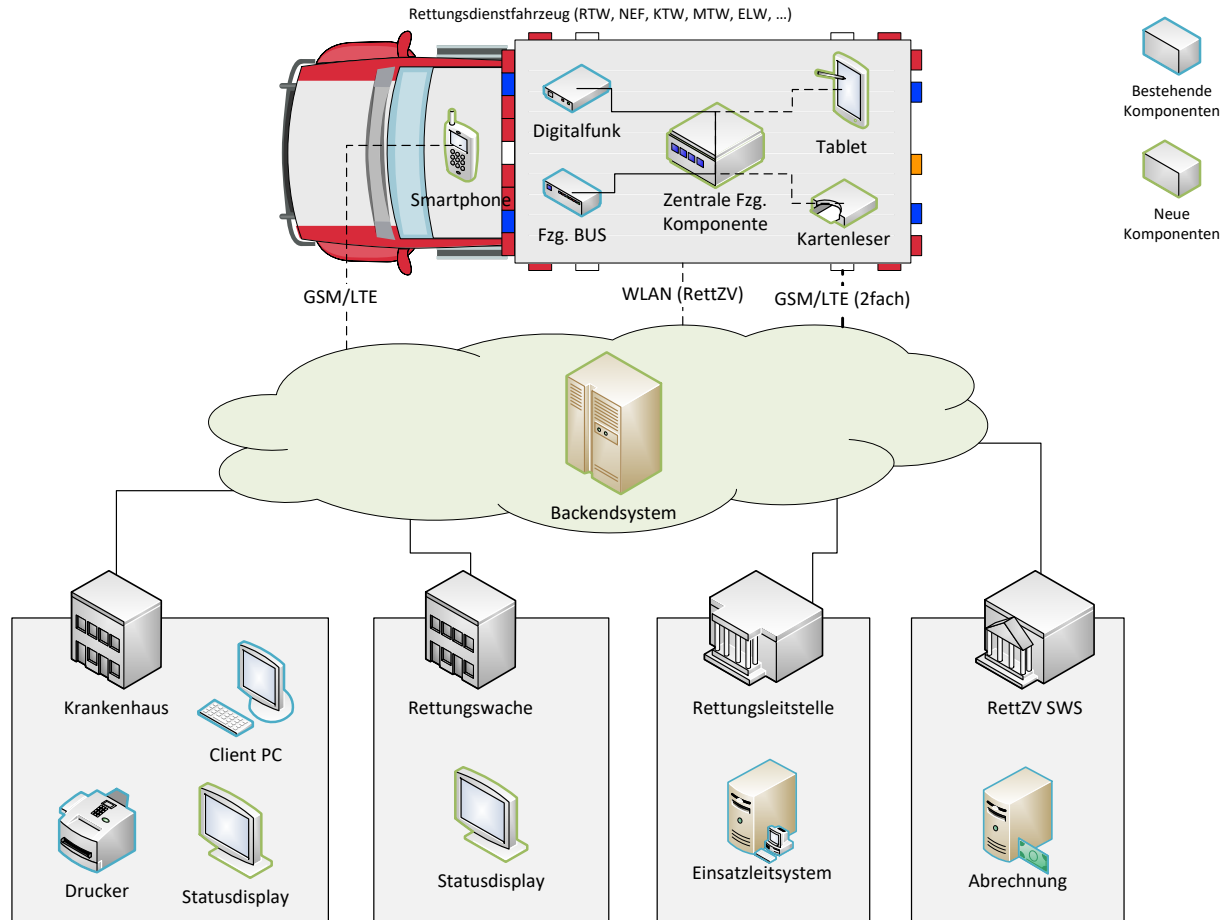 Rettungsdienstfahrzeug (RTW, NEF, KTW, MTW, ELW, …)
Bestehende
Komponenten
Neue
Komponenten
Digitalfunk
Tablet
Smartphone
Zentrale Fzg.
Komponente
Fzg. BUS
Kartenleser
GSM/LTE
WLAN (RettZV)
GSM/LTE (2fach)
Backendsystem
Krankenhaus
Client PC
Drucker
Statusdisplay
Rettungswache
Statusdisplay
Rettungsleitstelle
Einsatzleitsystem
RettZV SWS
Abrechnung